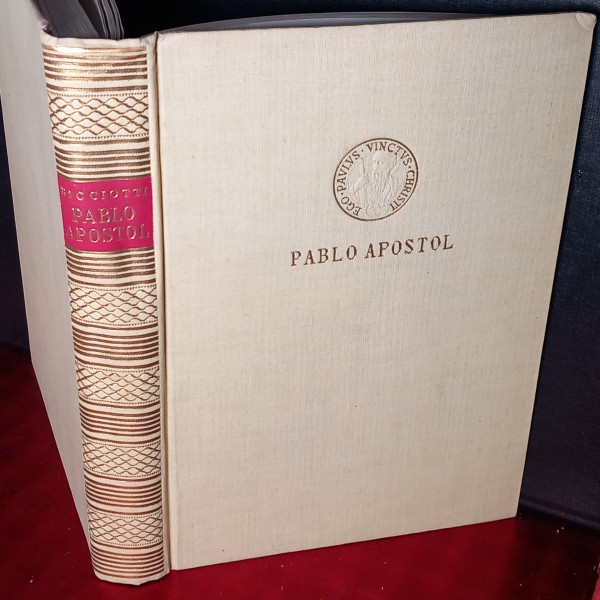 RICCIOTTI
PABLO
APOSTOL
EGO · PAVLVS · VINCTVS · CHRISTI
PABLO APOSTOL